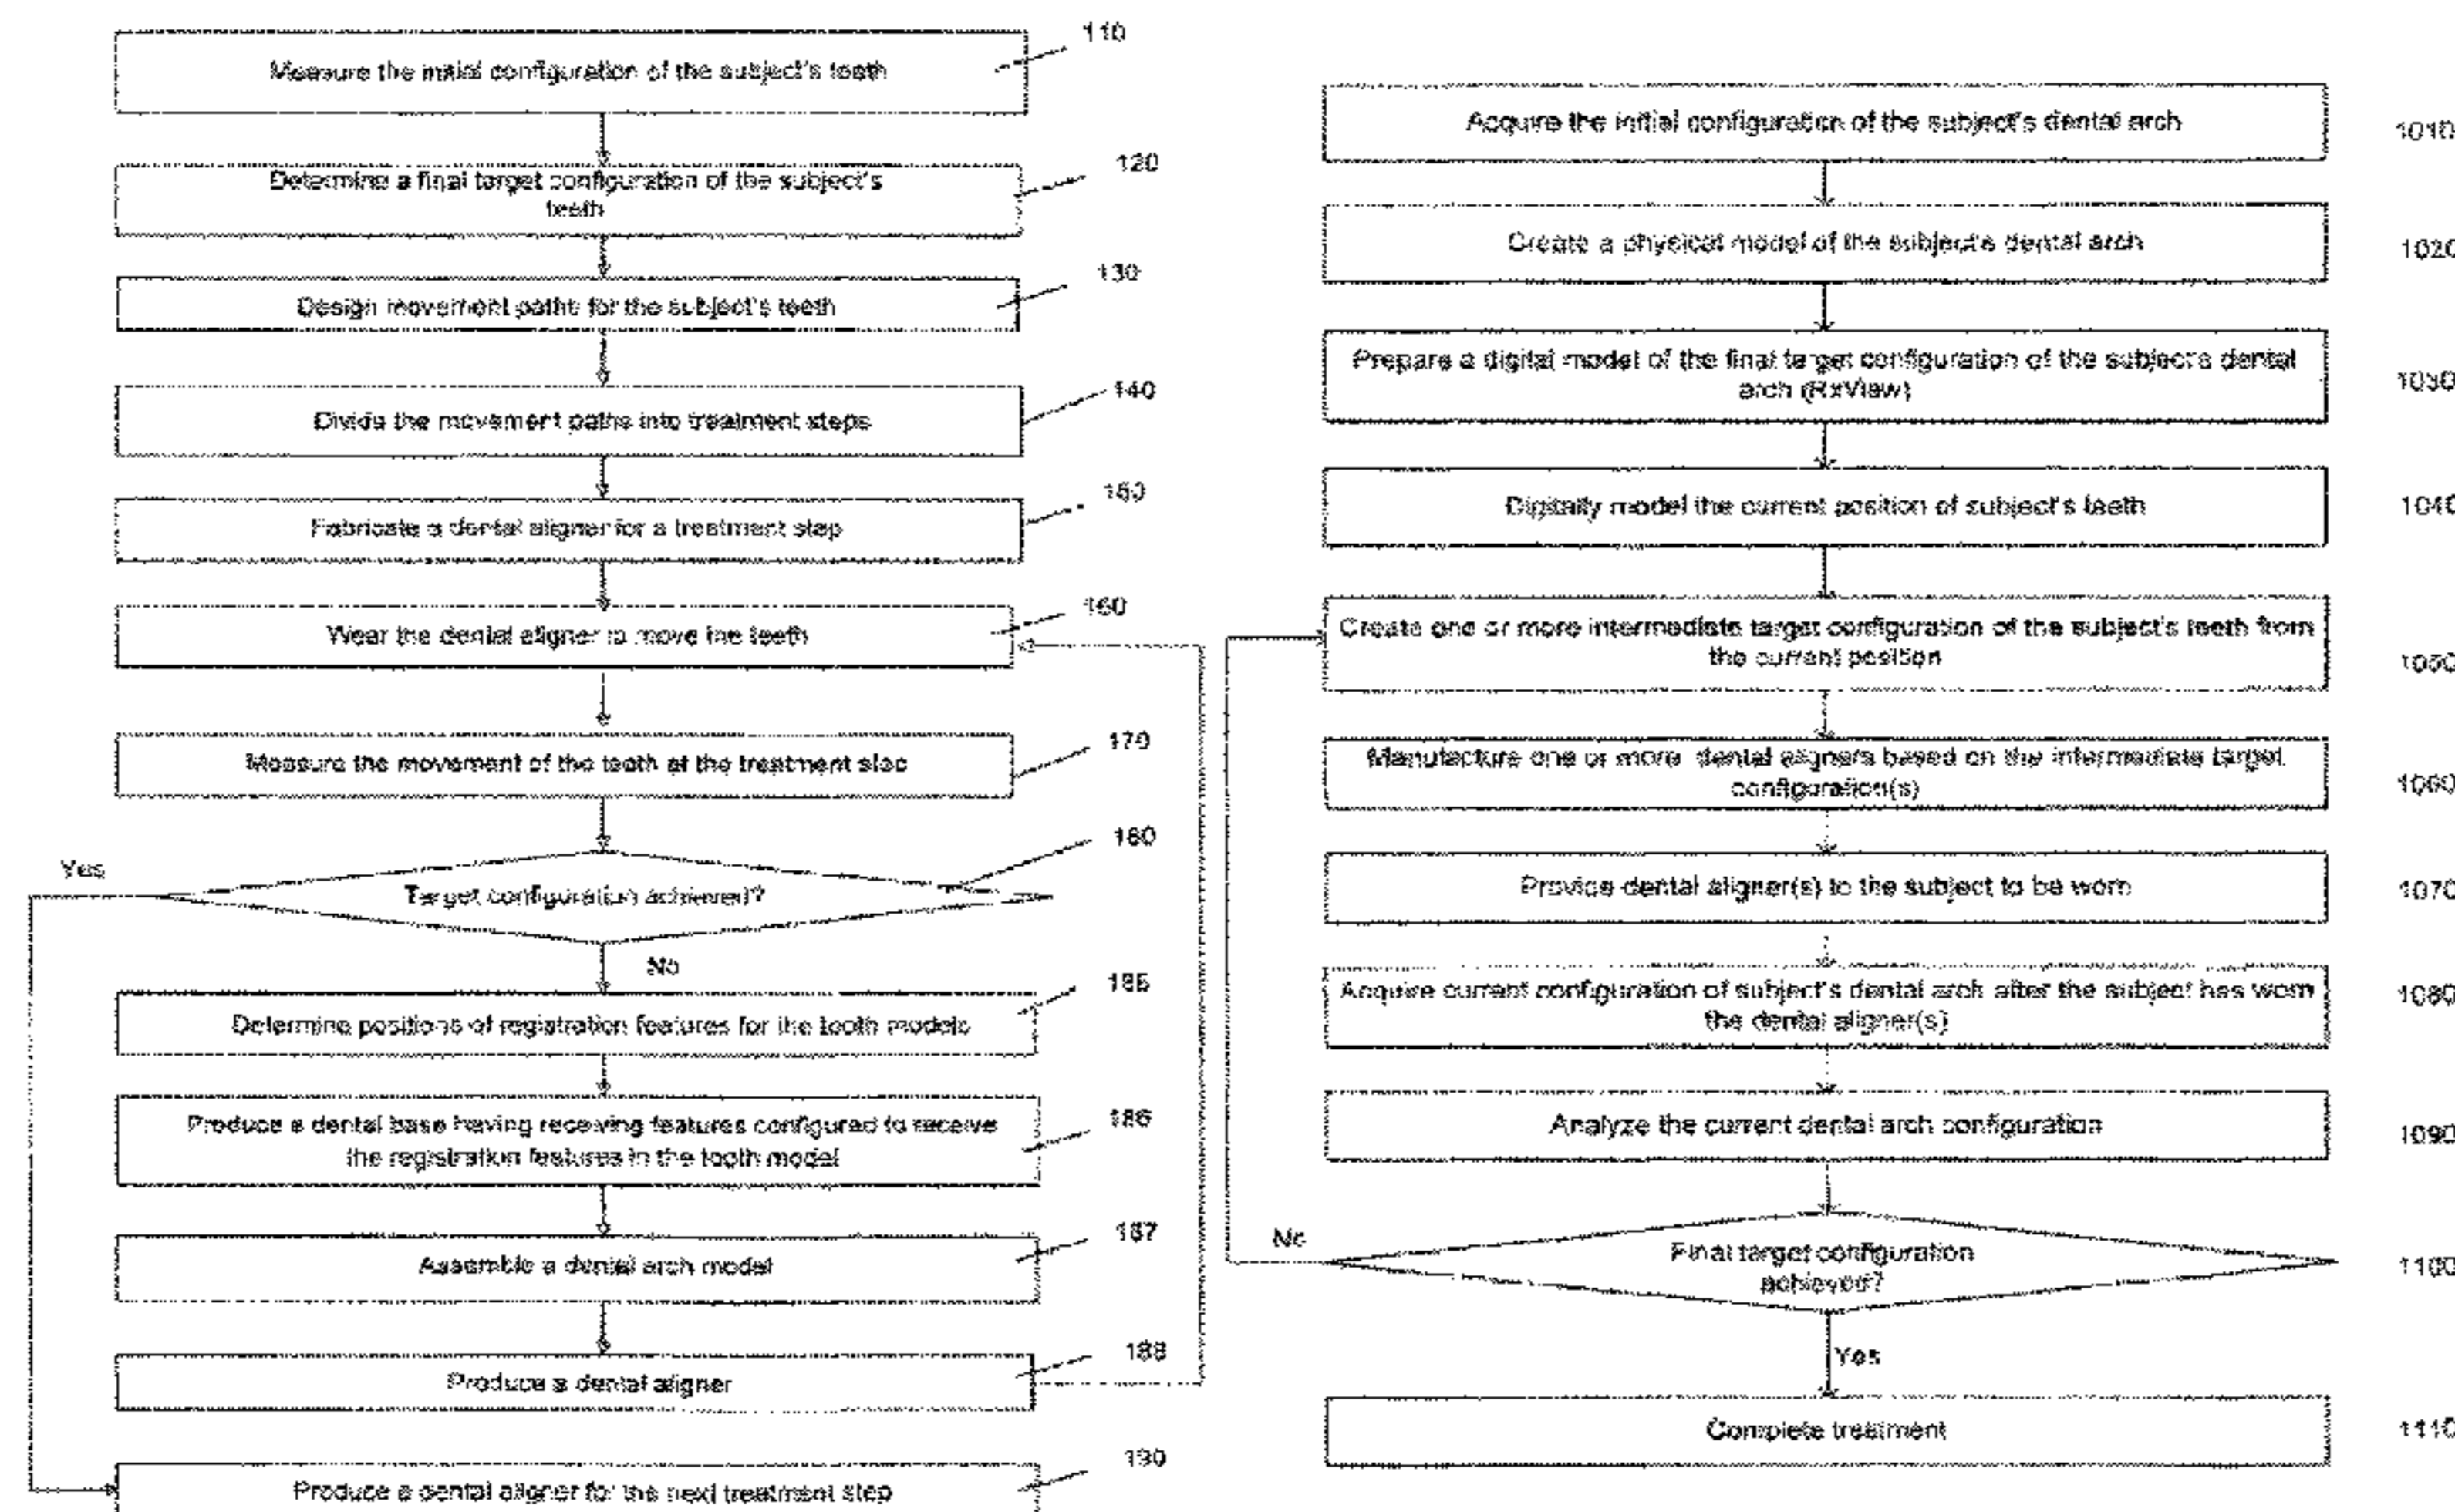 Measure the initial configuration of the subject's teeth
110
Determine a final target configuration of the subject's
teeth
120
Design movement paths for the subject's teeth
130
Divide the movement paths into treatment steps
140
Fabricate a dental aligner for a treatment step
150
Wear the dental aligner to move the teeth
160
Measure the movement of the teeth at the treatment step
170
Target configuration achieved?
180
Yes
No
Determine positions of registration features for the tooth models
185
Produce a dental base having receiving features configured to receive
the registration features in the tooth model
186
Assemble a dental arch model
187
Produce a dental aligner
188
Produce a dental aligner for the next treatment step
190
Acquire the initial configuration of the subject's dental arch
1010
Create a physical model of the subject's dental arch
1020
Prepare a digital model of the final target configuration of the subject's dental
arch (RxView)
1030
Digitally model the current position of subject's teeth
1040
Create one or more intermediate target configuration of the subject's teeth from
the current position
1050
Manufacture one or more dental aligners based on the intermediate target
configuration(s)
1060
Provide dental aligner(s) to the subject to be worn
1070
Acquire current configuration of subject's dental arch after the subject has worn
the dental aligner(s)
1080
Analyze the current dental arch configuration
1090
No
Final target configuration
achieved?
1100
Yes
Complete treatment
1110